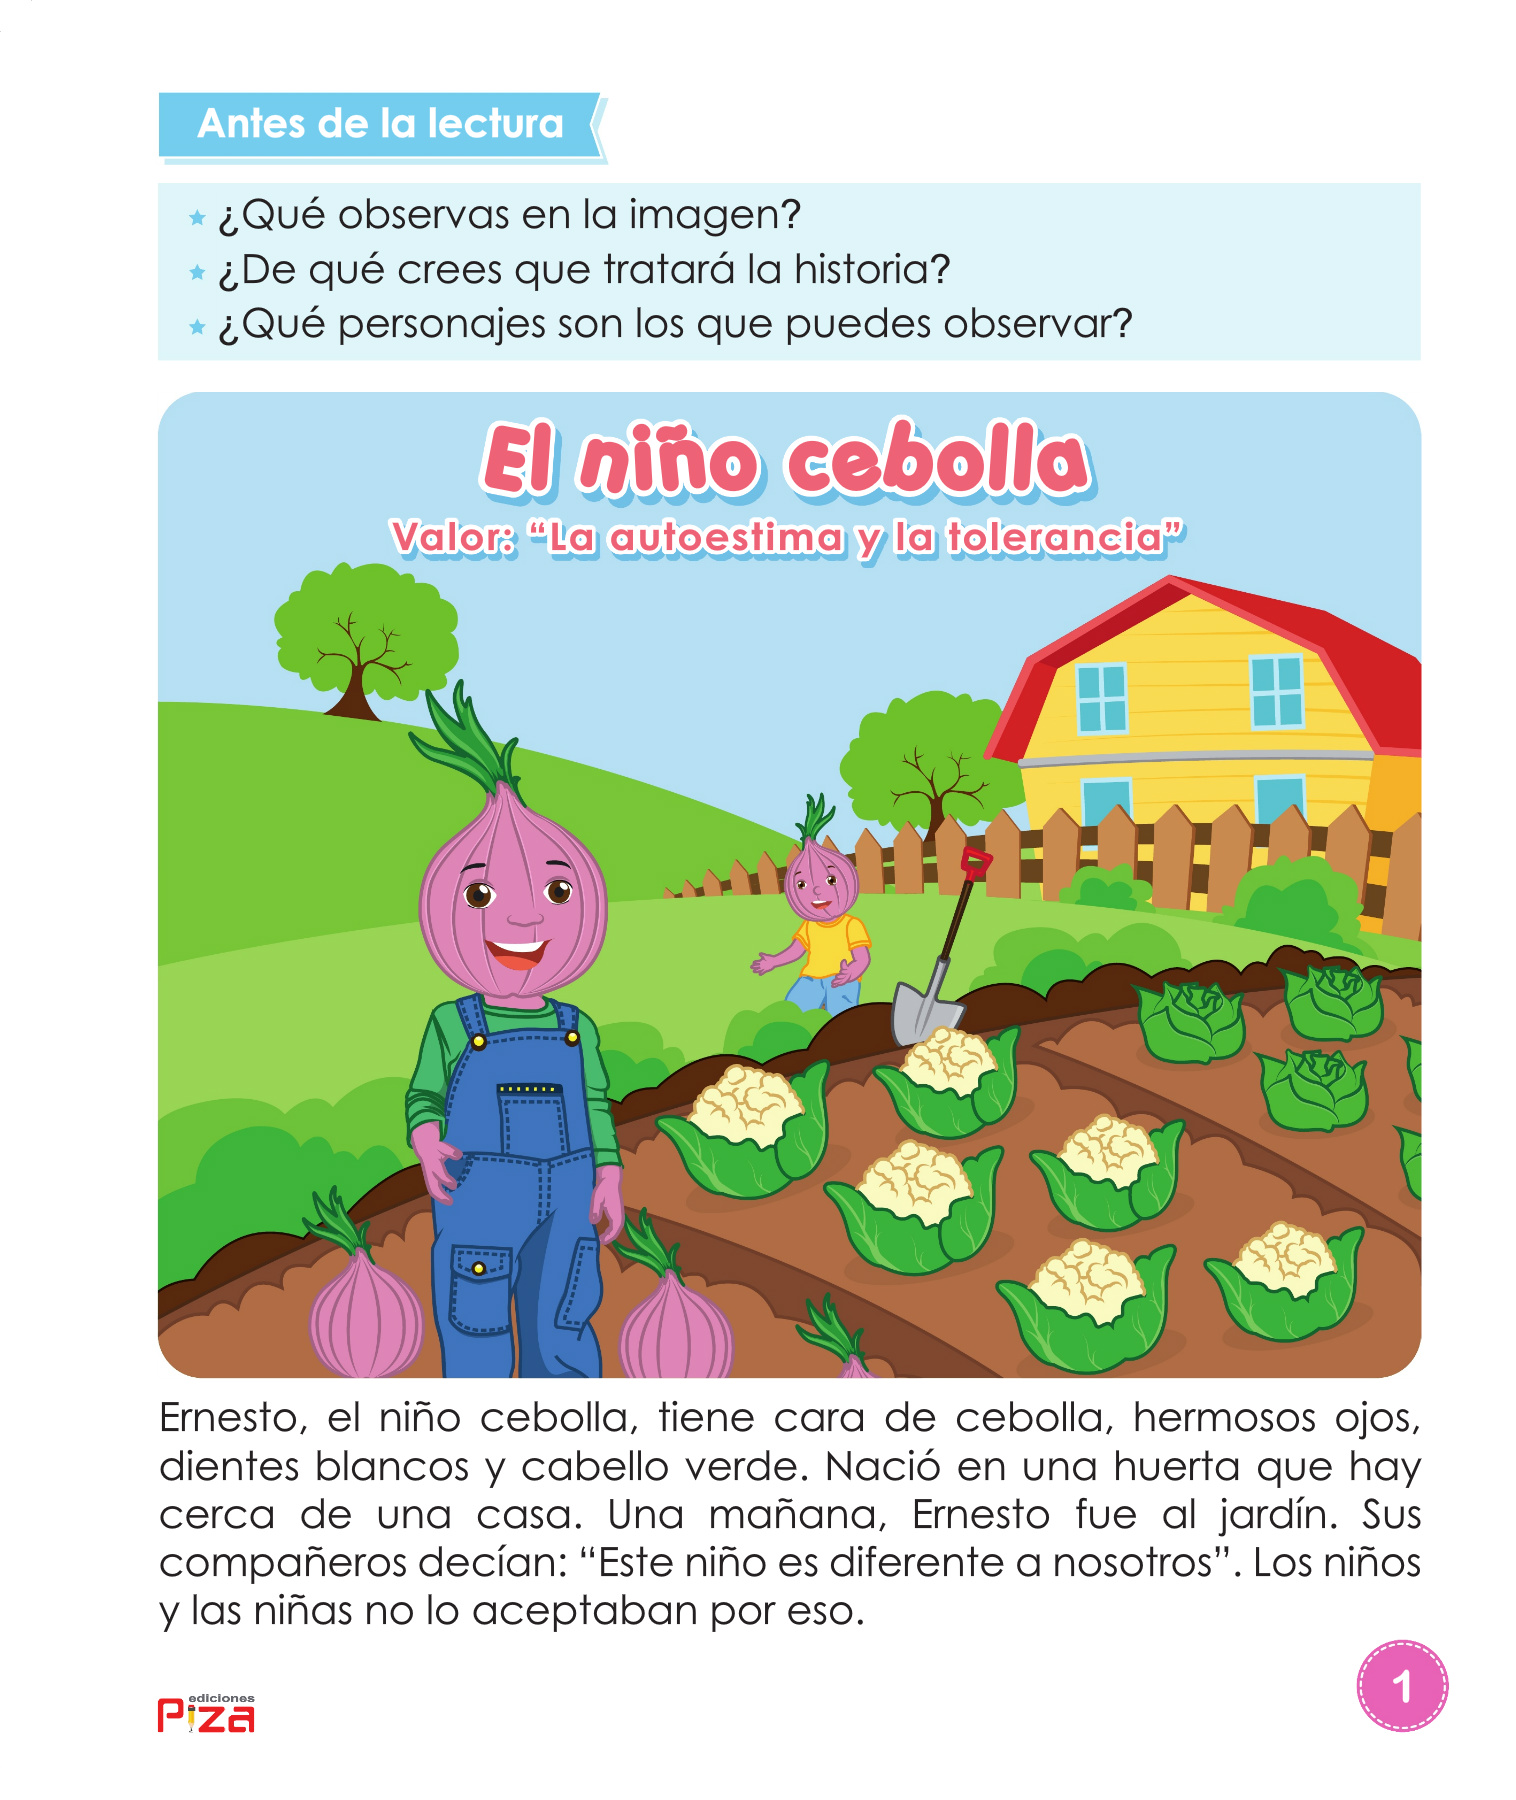 Antes de la lectura
¿Qué observas en la imagen?
¿De qué crees que tratará la historia?
¿Qué personajes son los que puedes observar?
El niño cebolla
Valor: “La autoestima y la tolerancia”
Ernesto, el niño cebolla, tiene cara de cebolla, hermosos ojos,
dientes blancos y cabello verde. Nació en una huerta que hay
cerca de una casa. Una mañana, Ernesto fue al jardín. Sus
compañeros decían: “Este niño es diferente a nosotros”. Los niños
y las niñas no lo aceptaban por eso.
ediciones
Piza
1